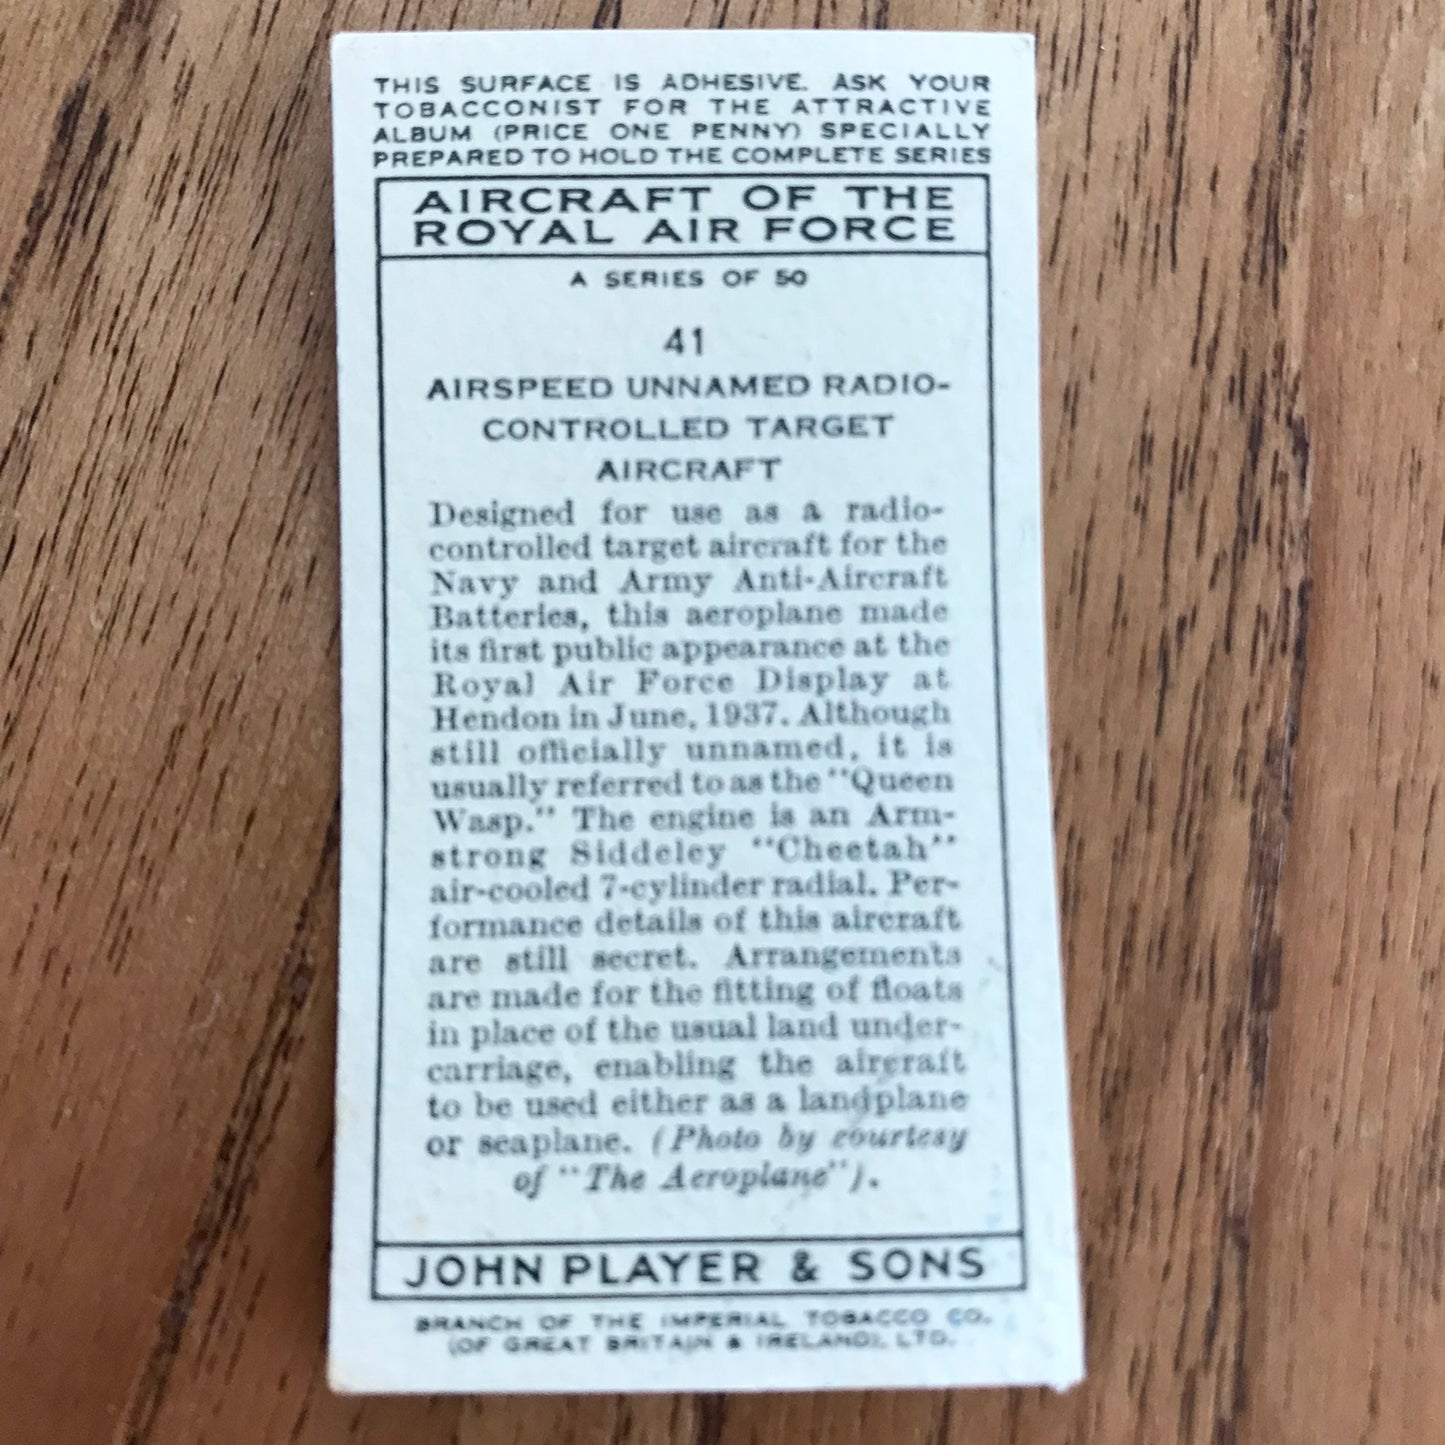 THIS SURFACE IS ADHESIVE. ASK YOUR
TOBACCONIST FOR THE ATTRACTIVE
ALBUM (PRICE ONE PENNY) SPECIALLY
PREPARED TO HOLD THE COMPLETE SERIES
AIRCRAFT OF THE
ROYAL AIR FORCE
A SERIES OF 50
41
AIRSPEED UNNAMED RADIO-
CONTROLLED TARGET
AIRCRAFT
Designed for use as a radio-
controlled target aircraft for the
Navy and Army Anti-Aircraft
Batteries, this aeroplane made
its first public appearance at the
Royal Air Force Display at
Hendon in June, 1937. Although
still officially unnamed, it is
usually referred to as the "Queen
Wasp." The engine is an Arm-
strong Siddeley "Cheetah"
air-cooled 7-cylinder radial. Per-
formance details of this aircraft
are still secret. Arrangements
are made for the fitting of floats
in place of the usual land under-
carriage, enabling the aircraft
to be used either as a landplane
or seaplane. (Photo by courtesy
of "The Aeroplane").
JOHN PLAYER & SONS
BRANCH OF THE IMPERIAL TOBACCO CO.
(OF GREAT BRITAIN & IRELAND), LTD.